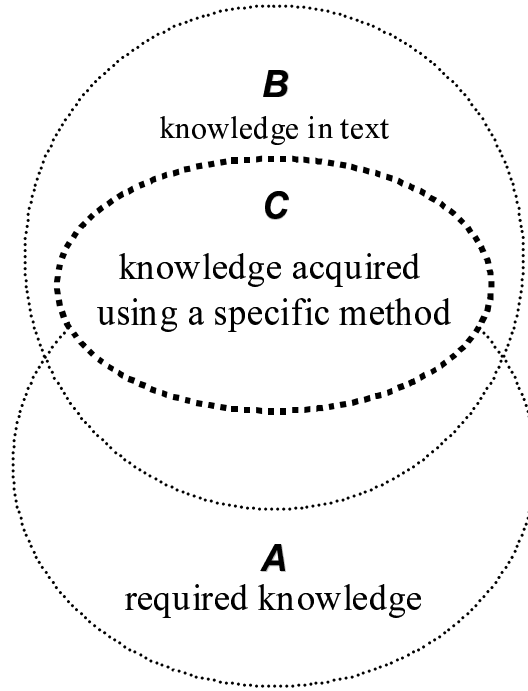 B
knowledge in text
C
knowledge acquired
using a specific method
A
required knowledge